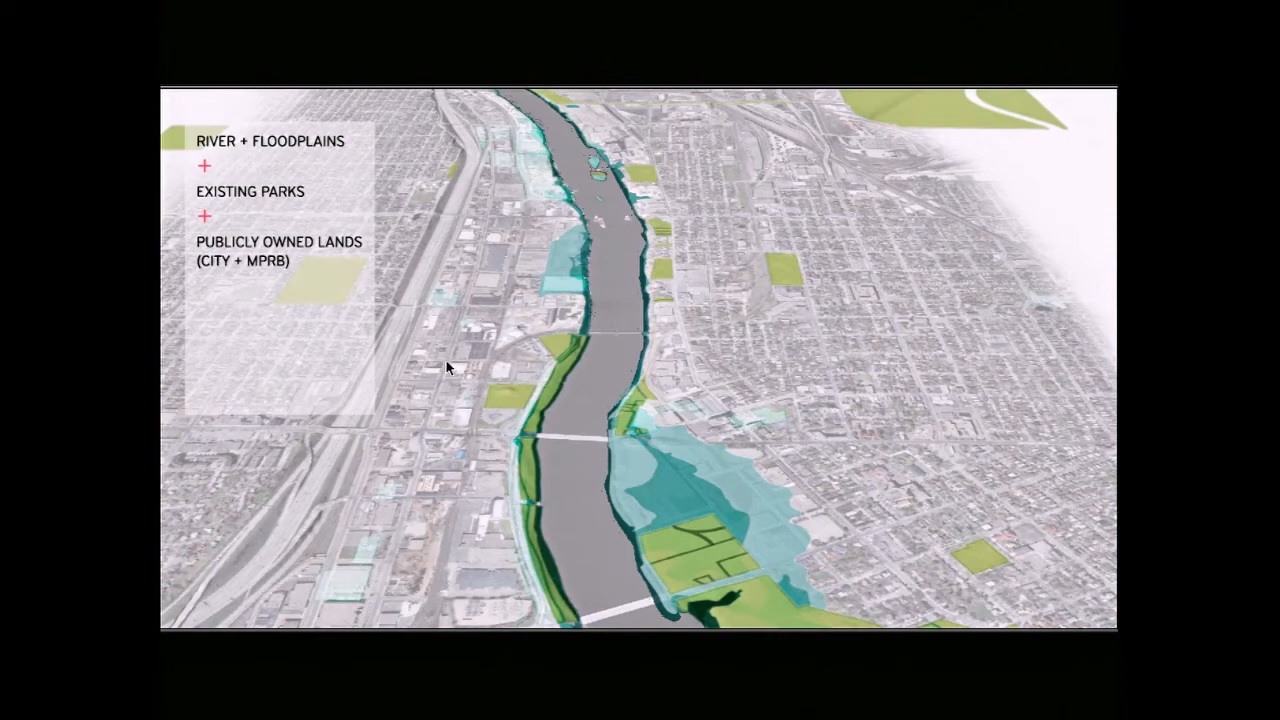 RIVER + FLOODPLAINS
+
EXISTING PARKS
+
PUBLICLY OWNED LANDS
(CITY + MPRB)